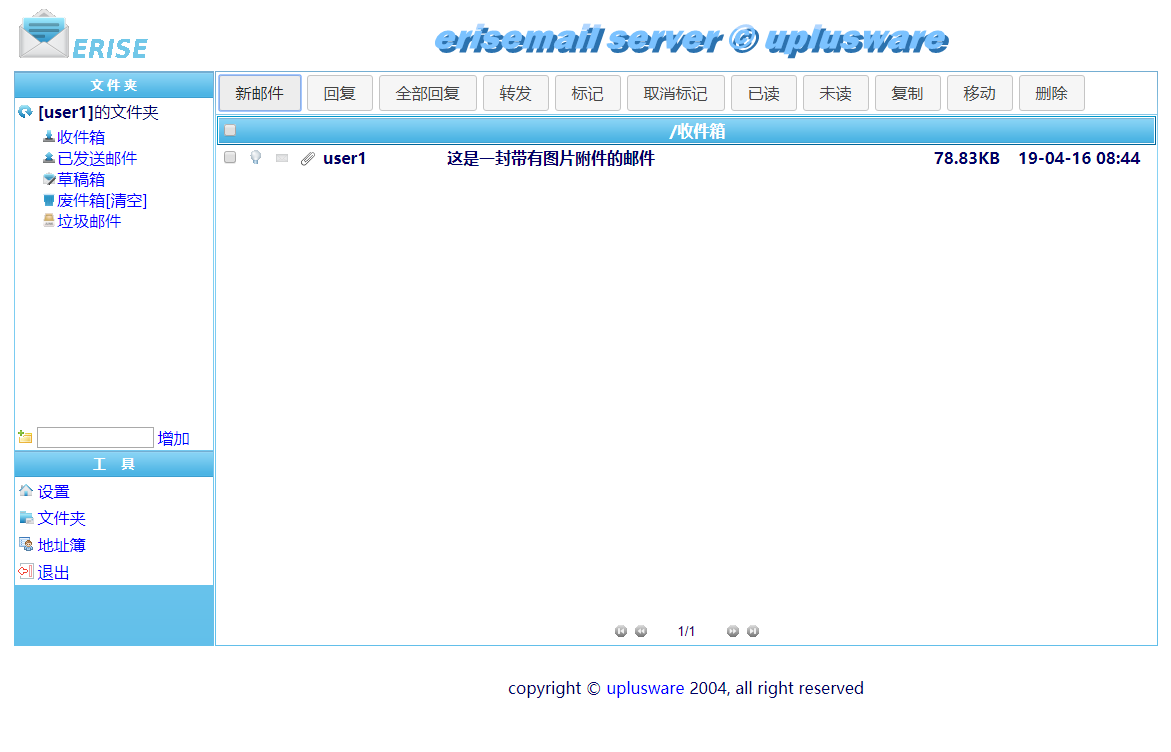 ERISE
erisemail server © uplusware
文件夹
[user1]的文件夹
收件箱
已发送邮件
草稿箱
废件箱[清空]
垃圾邮件
增加
工 具
设置
文件夹
地址簿
退出
新邮件 回复 全部回复 转发 标记 取消标记 已读 未读 复制 移动 删除
/收件箱
user1 这是一封带有图片附件的邮件 78.83KB 19-04-16 08:44
1/1
copyright © uplusware 2004, all right reserved